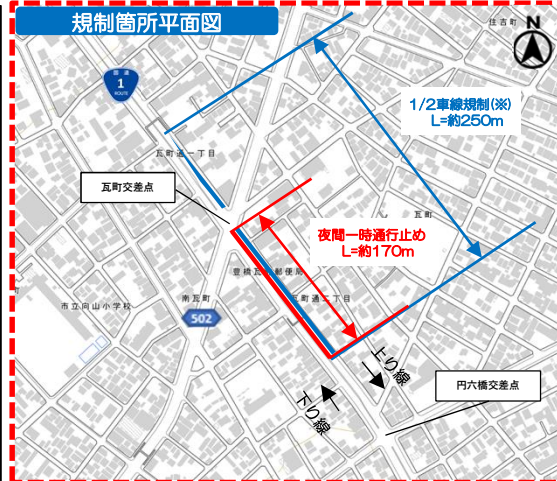 規制箇所平面図
住吉町
N
国道
1
ROUTE
1/2車線規制(※)
L=約250m
瓦町通一丁目
瓦町交差点
瓦町
夜間一時通行止め
L=約170m
豊橋瓦町郵便局
瓦町通二丁目
市立向山小学校
南瓦町
502
上り線
下り線
円六橋交差点